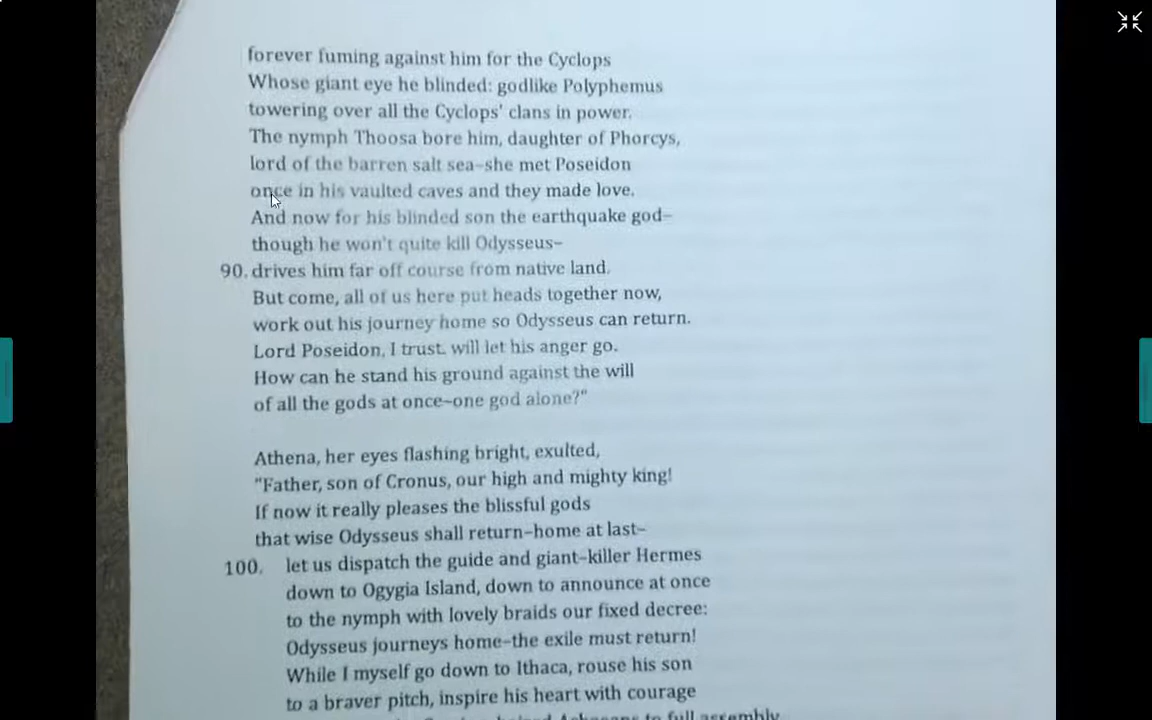 forever fuming against him for the Cyclops
Whose giant eye he blinded: godlike Polyphemus
towering over all the Cyclops' clans in power.
The nymph Thoosa bore him, daughter of Phorcys,
lord of the barren salt sea–she met Poseidon
once in his vaulted caves and they made love.
And now for his blinded son the earthquake god–
though he won't quite kill Odysseus–
90. drives him far off course from native land.
But come, all of us here put heads together now,
work out his journey home so Odysseus can return.
Lord Poseidon, I trust, will let his anger go.
How can he stand his ground against the will
of all the gods at once–one god alone?"
Athena, her eyes flashing bright, exulted,
"Father, son of Cronus, our high and mighty king!
If now it really pleases the blissful gods
that wise Odysseus shall return–home at last–
100. let us dispatch the guide and giant–killer Hermes
down to Ogygia Island, down to announce at once
to the nymph with lovely braids our fixed decree:
Odysseus journeys home–the exile must return!
While I myself go down to Ithaca, rouse his son
to a braver pitch, inspire his heart with courage
Achaeans to full assembly